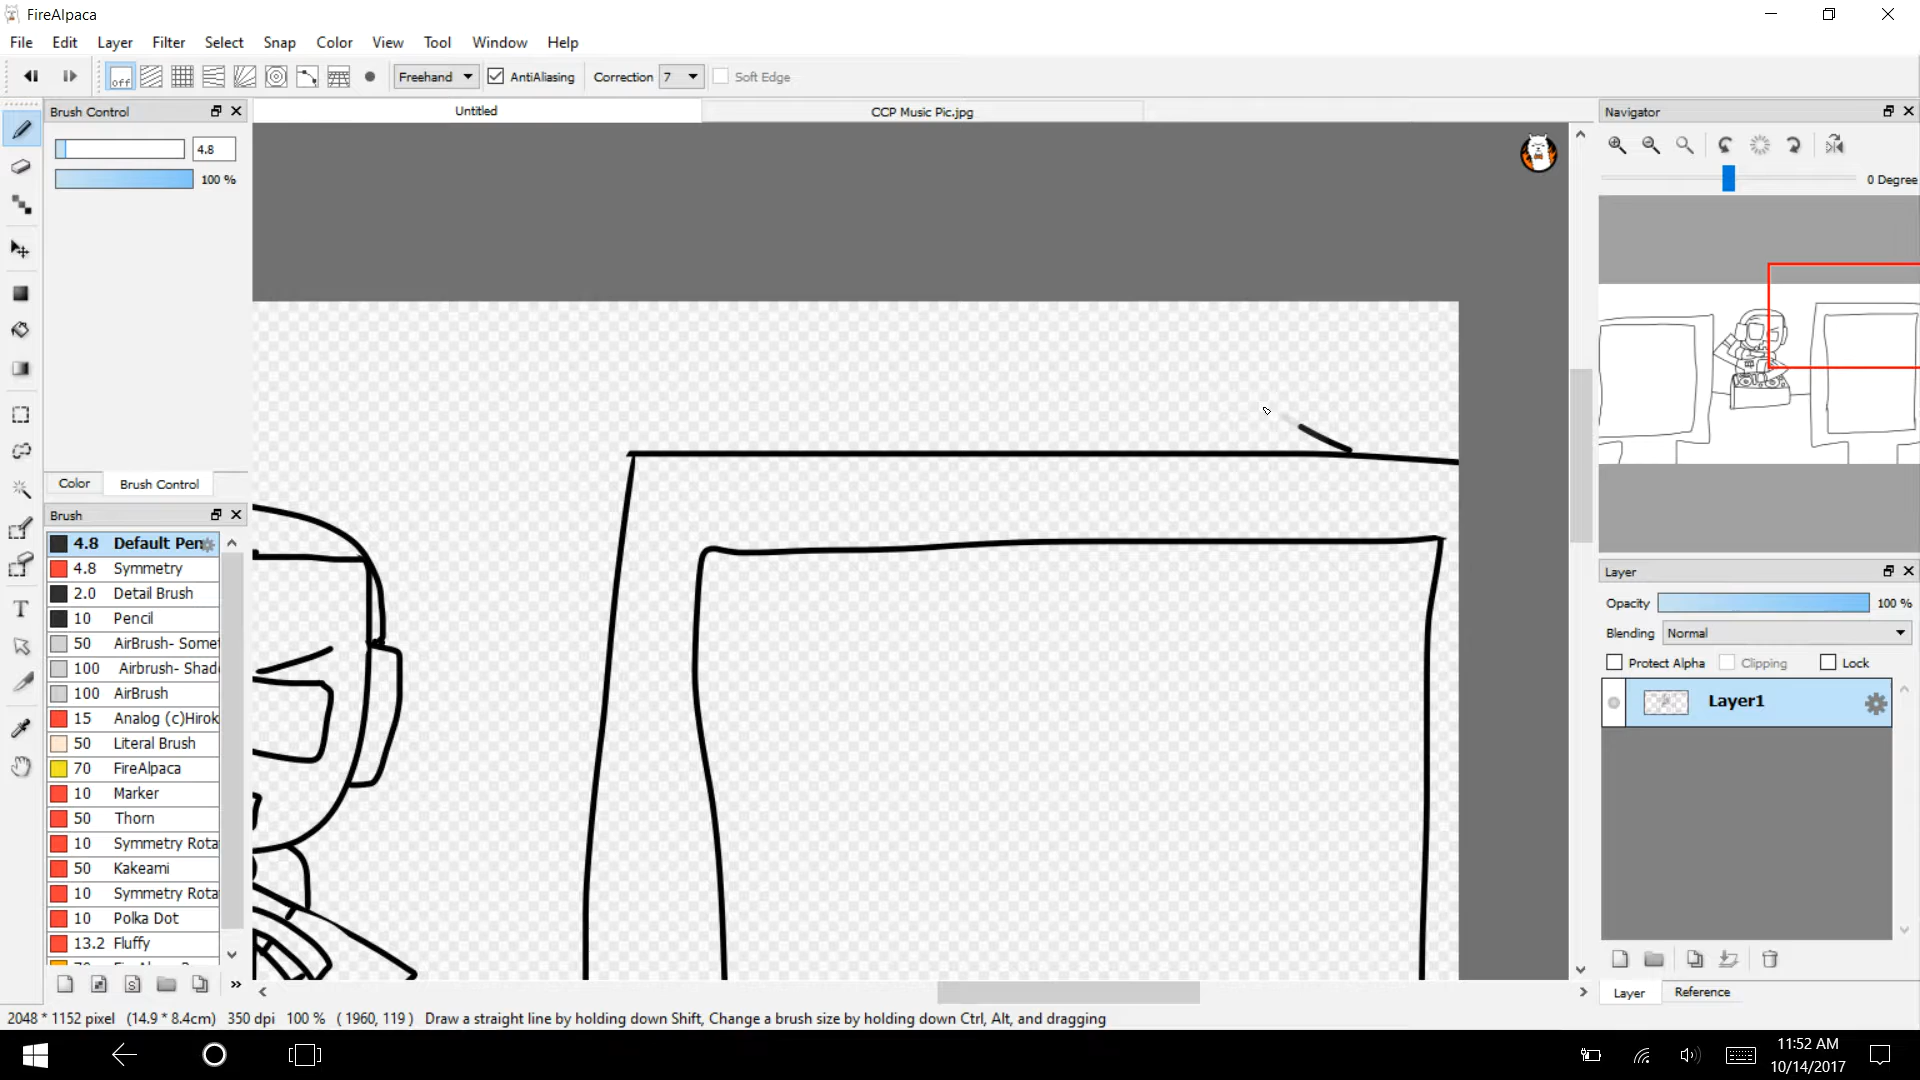 FireAlpaca
File Edit Layer Filter Select Snap Color View Tool Window Help
off Freehand AntiAliasing Correction 7 Soft Edge
Brush Control
Untitled
CCP Music Pic.jpg
Navigator
4.8
100 %
0 Degree
Color Brush Control
Brush
4.8 Default Pen
4.8 Symmetry
2.0 Detail Brush
10 Pencil
50 AirBrush- Somet
100 Airbrush- Shad
100 AirBrush
15 Analog (c)Hirok
50 Literal Brush
70 FireAlpaca
10 Marker
50 Thorn
10 Symmetry Rota
50 Kakeami
10 Symmetry Rota
10 Polka Dot
13.2 Fluffy
Layer
Opacity 100 %
Blending Normal
Protect Alpha Clipping Lock
Layer1
Layer Reference
2048 * 1152 pixel (14.9 * 8.4cm) 350 dpi 100 % ( 1960, 119 ) Draw a straight line by holding down Shift, Change a brush size by holding down Ctrl, Alt, and dragging
11:52 AM
10/14/2017